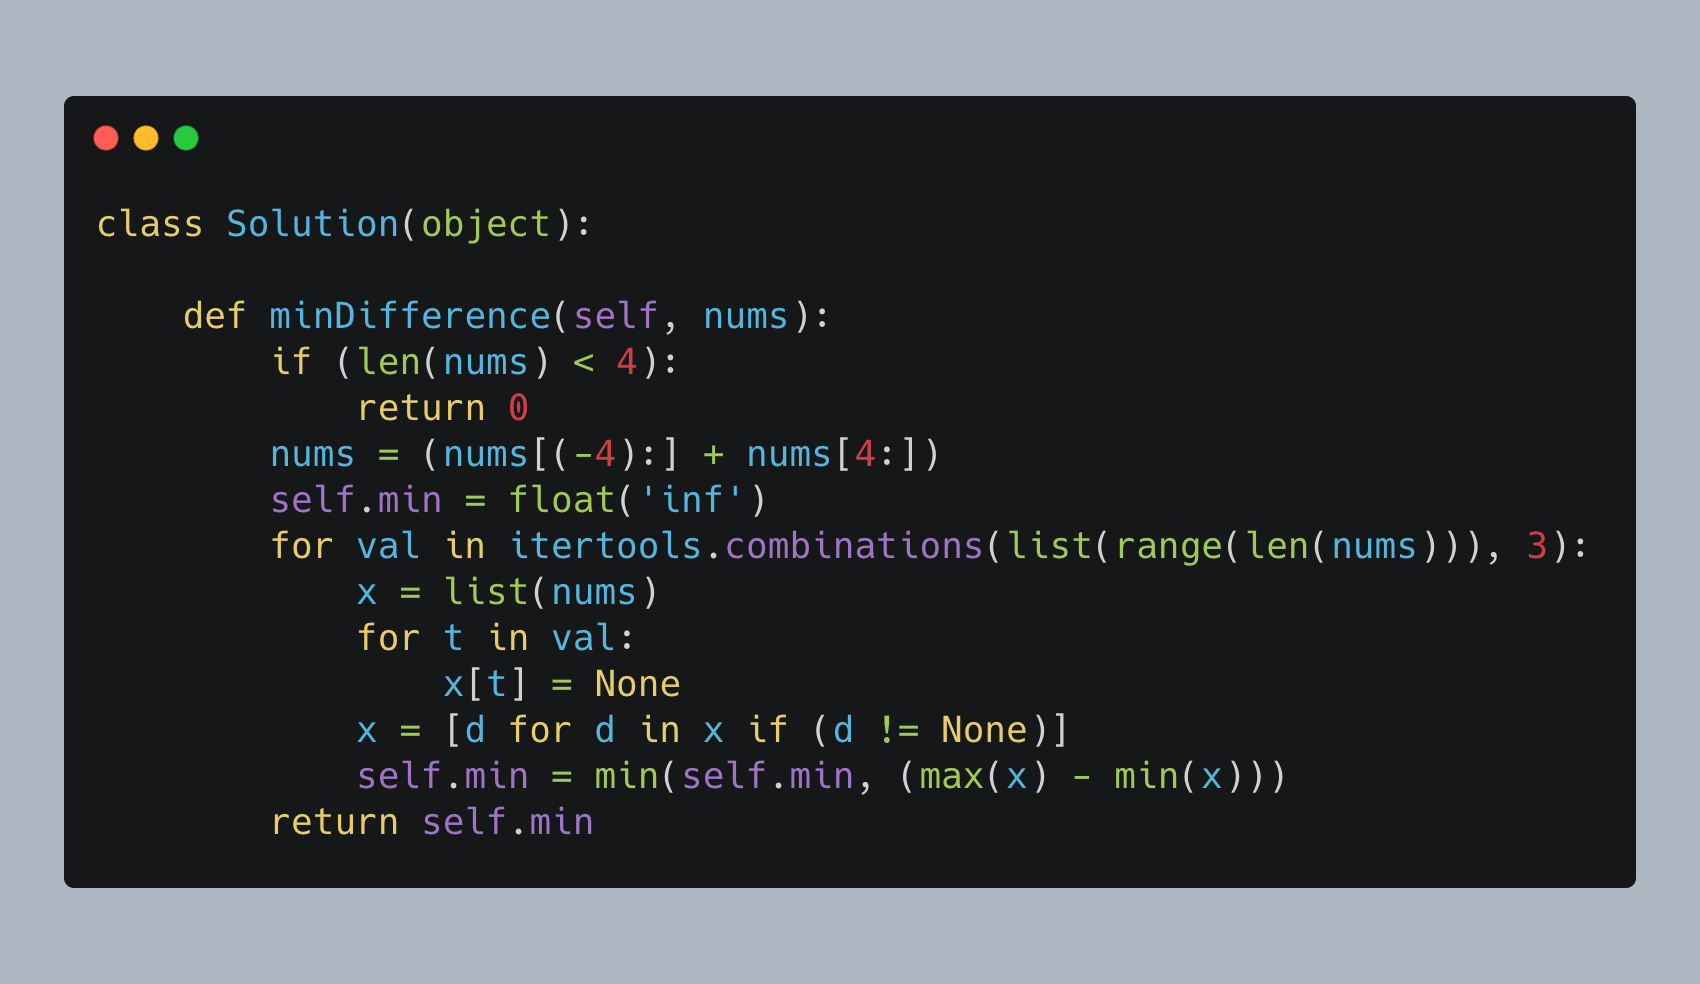 class Solution(object):

    def minDifference(self, nums):
        if (len(nums) < 4):
            return 0
        nums = (nums[(-4):] + nums[4:])
        self.min = float('inf')
        for val in itertools.combinations(list(range(len(nums))), 3):
            x = list(nums)
            for t in val:
                x[t] = None
            x = [d for d in x if (d != None)]
            self.min = min(self.min, (max(x) - min(x)))
        return self.min